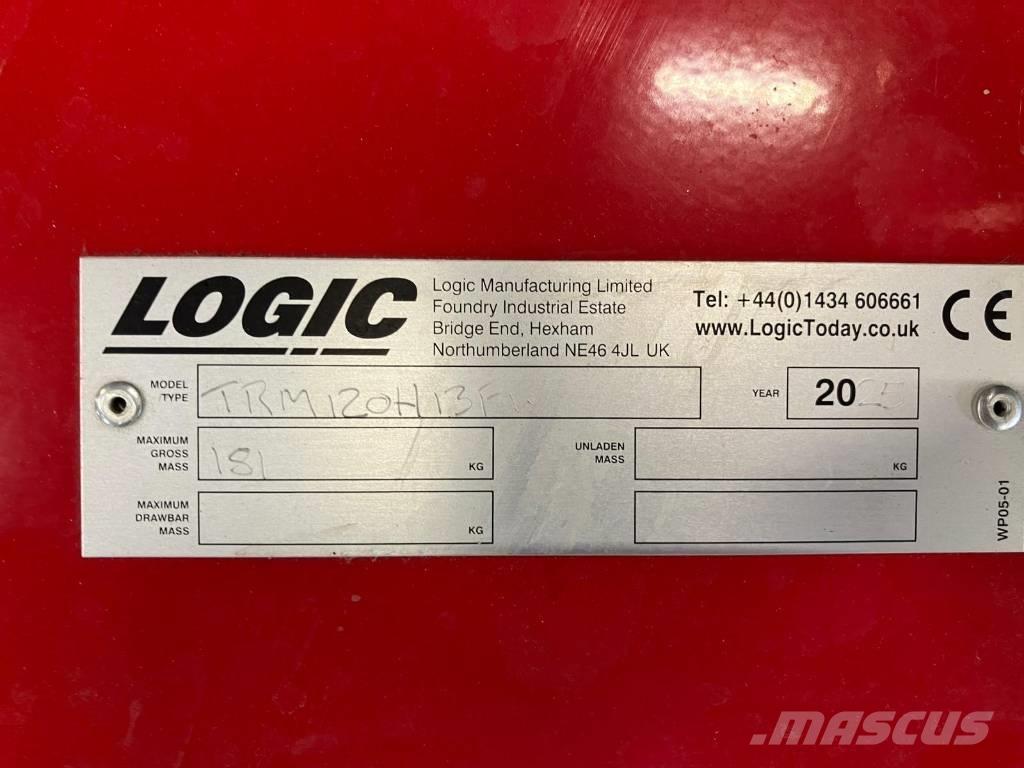 LOGIC
Logic Manufacturing Limited
Foundry Industrial Estate
Bridge End, Hexham
Northumberland NE46 4JL UK
Tel: +44(0)1434 606661
www.LogicToday.co.uk
CE
MODEL TYPE
YEAR 20
MAXIMUM GROSS MASS 181 KG
UNLADEN MASS KG
MAXIMUM DRAWBAR MASS KG
WP05-01
.MASCUS